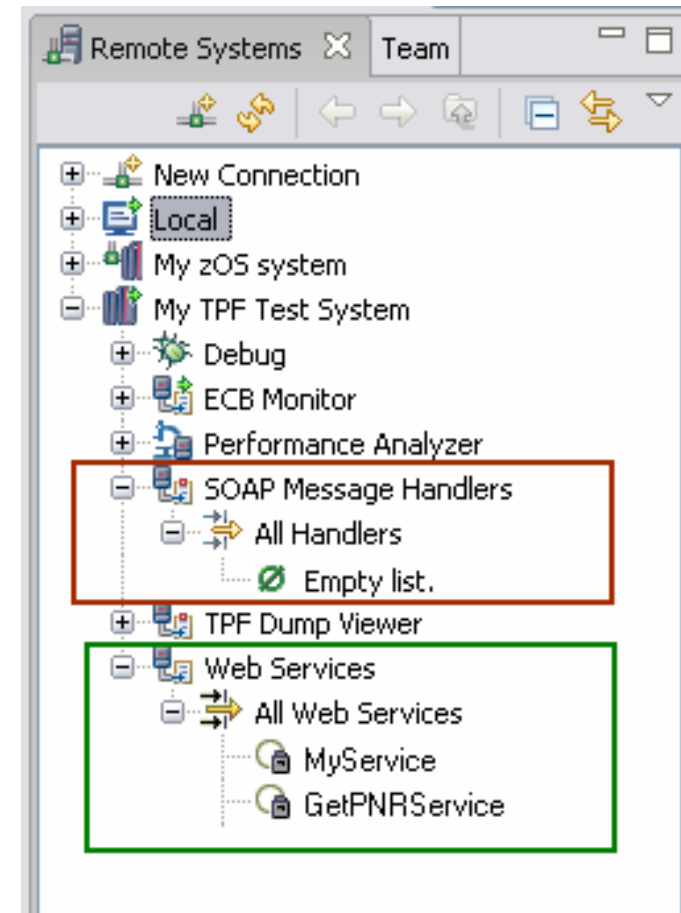 Remote Systems Team
New Connection
Local
My zOS system
My TPF Test System
Debug
ECB Monitor
Performance Analyzer
SOAP Message Handlers
All Handlers
Empty list.
TPF Dump Viewer
Web Services
All Web Services
MyService
GetPNRService